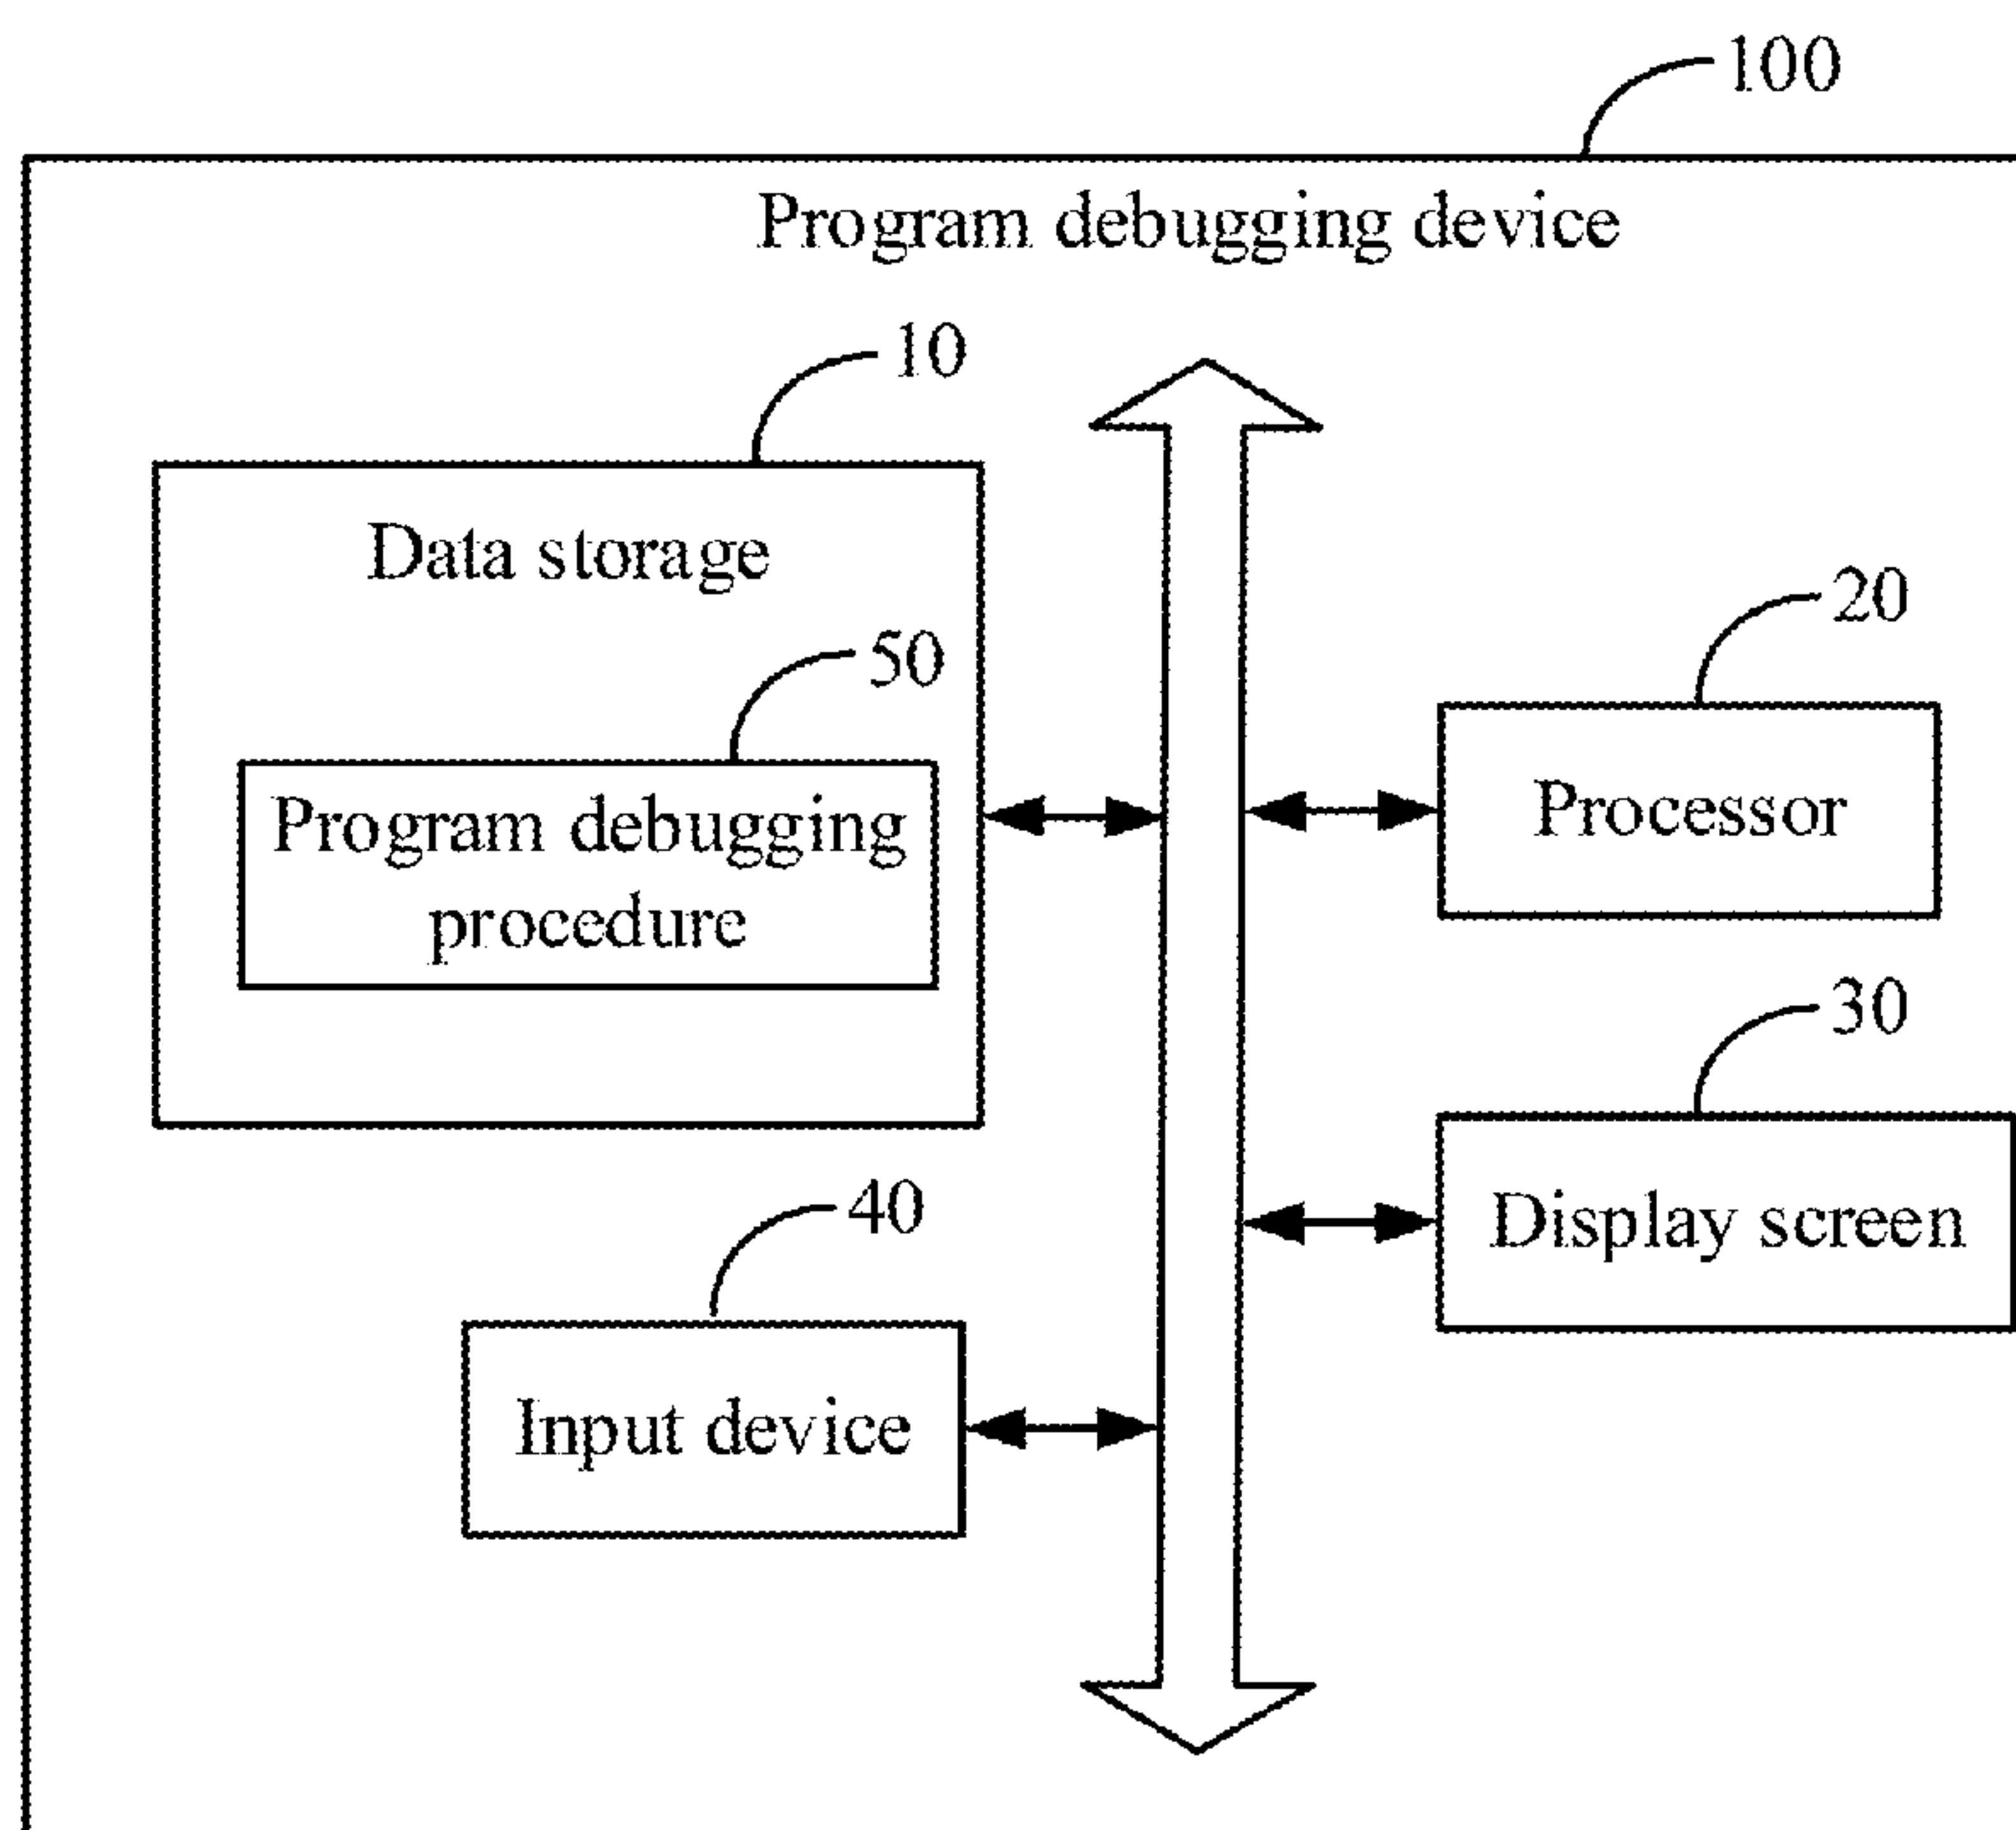 100
Program debugging device
10
Data storage
50
Program debugging
procedure
20
Processor
30
Display screen
40
Input device